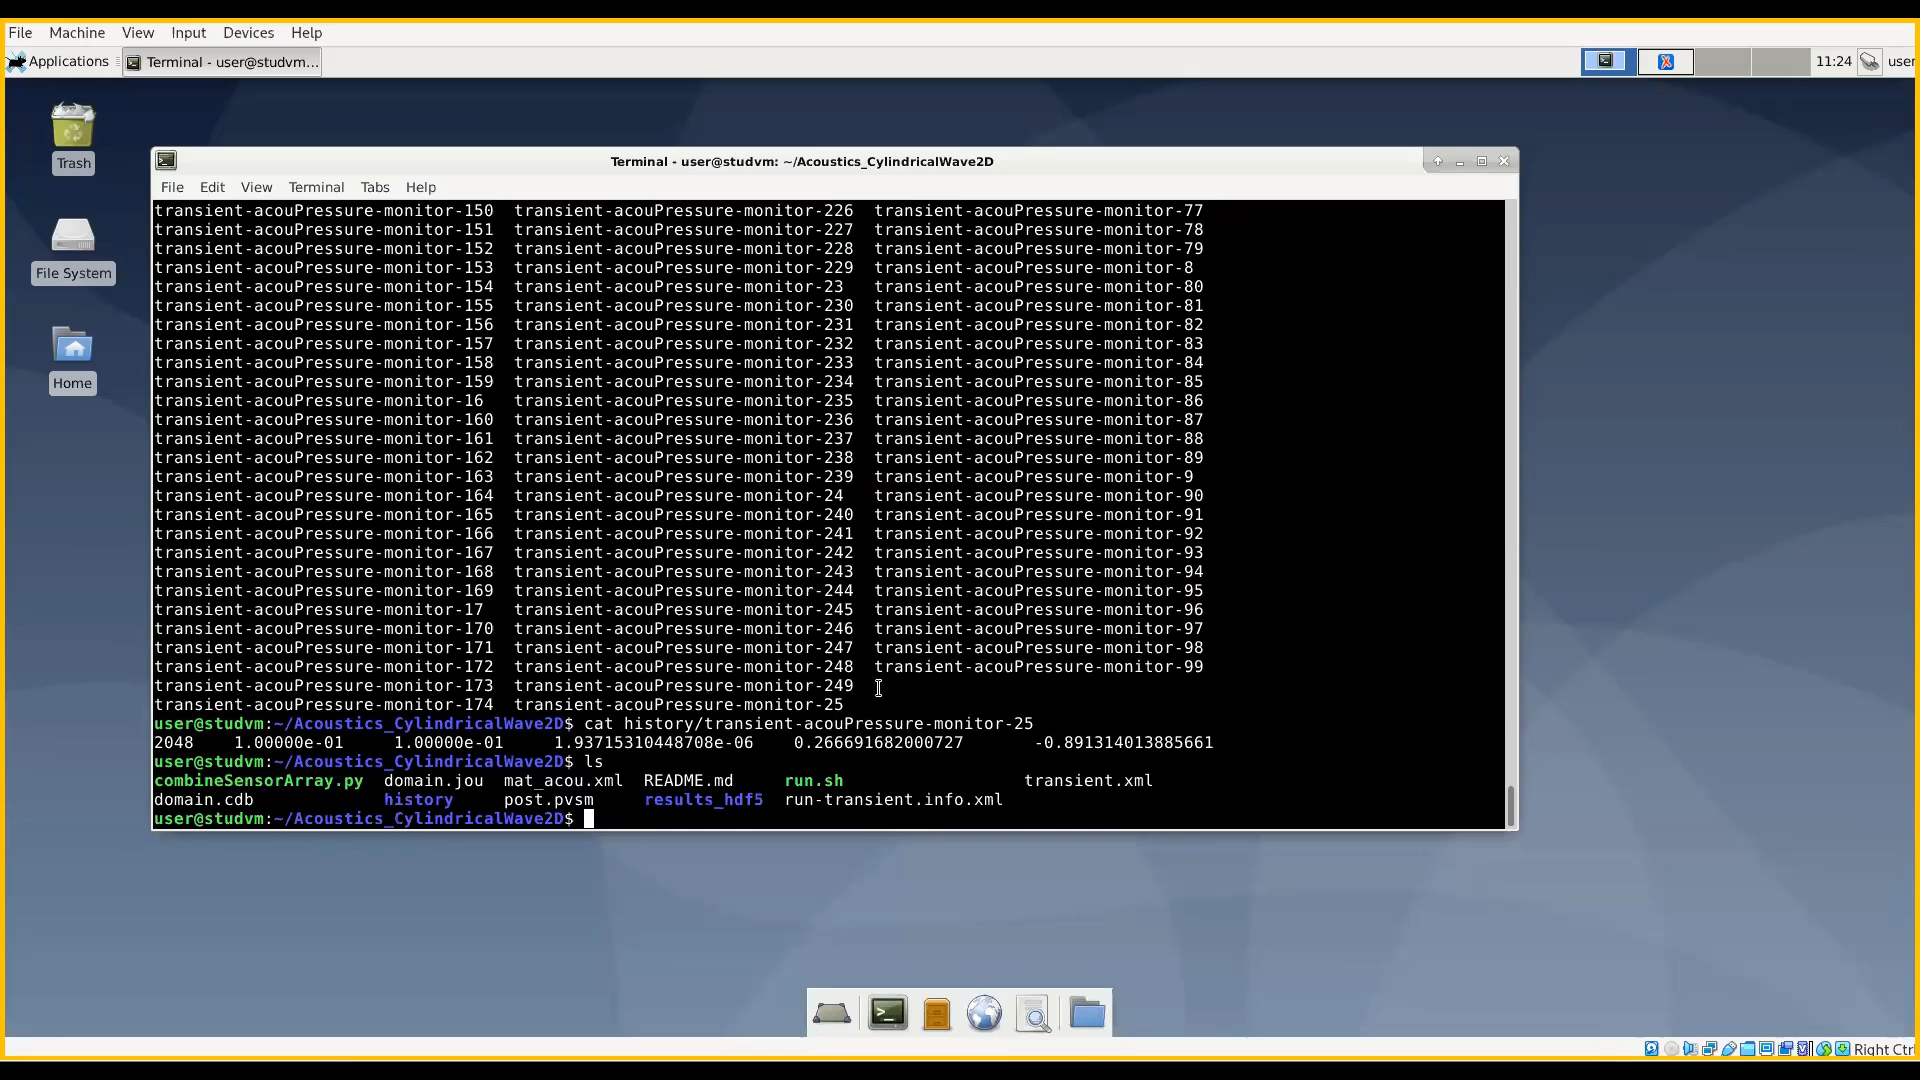 File Machine View Input Devices Help
Applications Terminal - user@studvm... 11:24 user
Trash
File System
Home
Terminal - user@studvm: ~/Acoustics_CylindricalWave2D
File Edit View Terminal Tabs Help
transient-acouPressure-monitor-150 transient-acouPressure-monitor-226 transient-acouPressure-monitor-77
transient-acouPressure-monitor-151 transient-acouPressure-monitor-227 transient-acouPressure-monitor-78
transient-acouPressure-monitor-152 transient-acouPressure-monitor-228 transient-acouPressure-monitor-79
transient-acouPressure-monitor-153 transient-acouPressure-monitor-229 transient-acouPressure-monitor-8
transient-acouPressure-monitor-154 transient-acouPressure-monitor-23 transient-acouPressure-monitor-80
transient-acouPressure-monitor-155 transient-acouPressure-monitor-230 transient-acouPressure-monitor-81
transient-acouPressure-monitor-156 transient-acouPressure-monitor-231 transient-acouPressure-monitor-82
transient-acouPressure-monitor-157 transient-acouPressure-monitor-232 transient-acouPressure-monitor-83
transient-acouPressure-monitor-158 transient-acouPressure-monitor-233 transient-acouPressure-monitor-84
transient-acouPressure-monitor-159 transient-acouPressure-monitor-234 transient-acouPressure-monitor-85
transient-acouPressure-monitor-16 transient-acouPressure-monitor-235 transient-acouPressure-monitor-86
transient-acouPressure-monitor-160 transient-acouPressure-monitor-236 transient-acouPressure-monitor-87
transient-acouPressure-monitor-161 transient-acouPressure-monitor-237 transient-acouPressure-monitor-88
transient-acouPressure-monitor-162 transient-acouPressure-monitor-238 transient-acouPressure-monitor-89
transient-acouPressure-monitor-163 transient-acouPressure-monitor-239 transient-acouPressure-monitor-9
transient-acouPressure-monitor-164 transient-acouPressure-monitor-24 transient-acouPressure-monitor-90
transient-acouPressure-monitor-165 transient-acouPressure-monitor-240 transient-acouPressure-monitor-91
transient-acouPressure-monitor-166 transient-acouPressure-monitor-241 transient-acouPressure-monitor-92
transient-acouPressure-monitor-167 transient-acouPressure-monitor-242 transient-acouPressure-monitor-93
transient-acouPressure-monitor-168 transient-acouPressure-monitor-243 transient-acouPressure-monitor-94
transient-acouPressure-monitor-169 transient-acouPressure-monitor-244 transient-acouPressure-monitor-95
transient-acouPressure-monitor-17 transient-acouPressure-monitor-245 transient-acouPressure-monitor-96
transient-acouPressure-monitor-170 transient-acouPressure-monitor-246 transient-acouPressure-monitor-97
transient-acouPressure-monitor-171 transient-acouPressure-monitor-247 transient-acouPressure-monitor-98
transient-acouPressure-monitor-172 transient-acouPressure-monitor-248 transient-acouPressure-monitor-99
transient-acouPressure-monitor-173 transient-acouPressure-monitor-249
transient-acouPressure-monitor-174 transient-acouPressure-monitor-25
user@studvm:~/Acoustics_CylindricalWave2D$ cat history/transient-acouPressure-monitor-25
2048 1.00000e-01 1.00000e-01 1.93715310448708e-06 0.266691682000727 -0.891314013885661
user@studvm:~/Acoustics_CylindricalWave2D$ ls
combineSensorArray.py domain.jou mat_acou.xml README.md run.sh transient.xml
domain.cdb history post.pvsm results_hdf5 run-transient.info.xml
user@studvm:~/Acoustics_CylindricalWave2D$
Right Ctrl